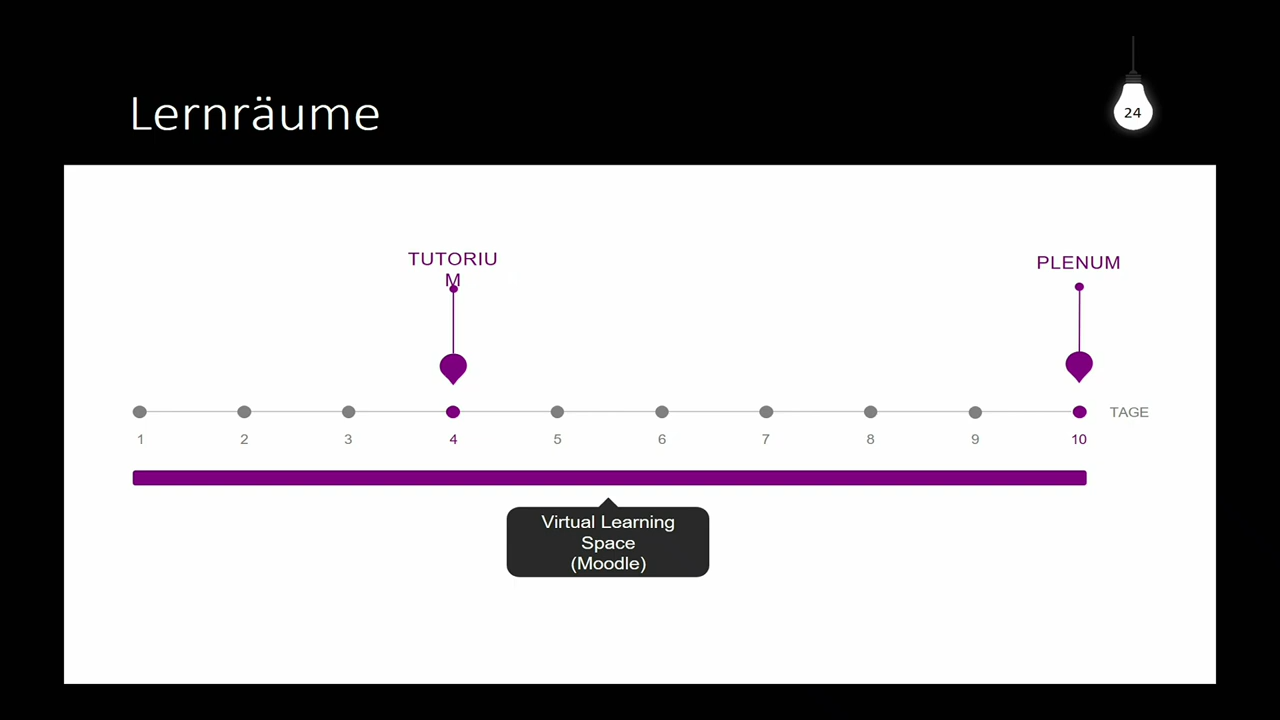 Lernräume
24
TUTORIU
M
PLENUM
TAGE
1 2 3 4 5 6 7 8 9 10
Virtual Learning
Space
(Moodle)